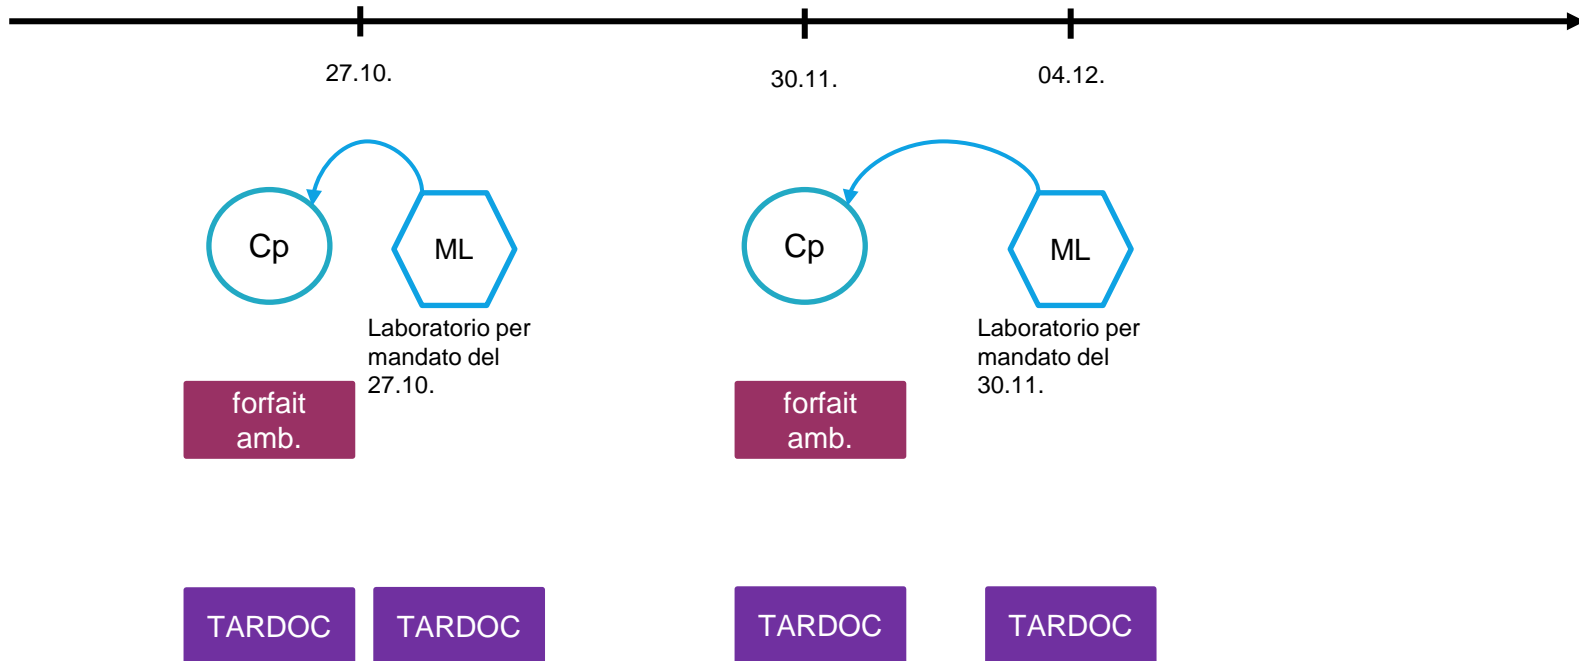 27.10.
30.11.
04.12.
Cp
ML
Cp
ML
Laboratorio per
mandato del
27.10.
Laboratorio per
mandato del
30.11.
forfait
amb.
forfait
amb.
TARDOC
TARDOC
TARDOC
TARDOC